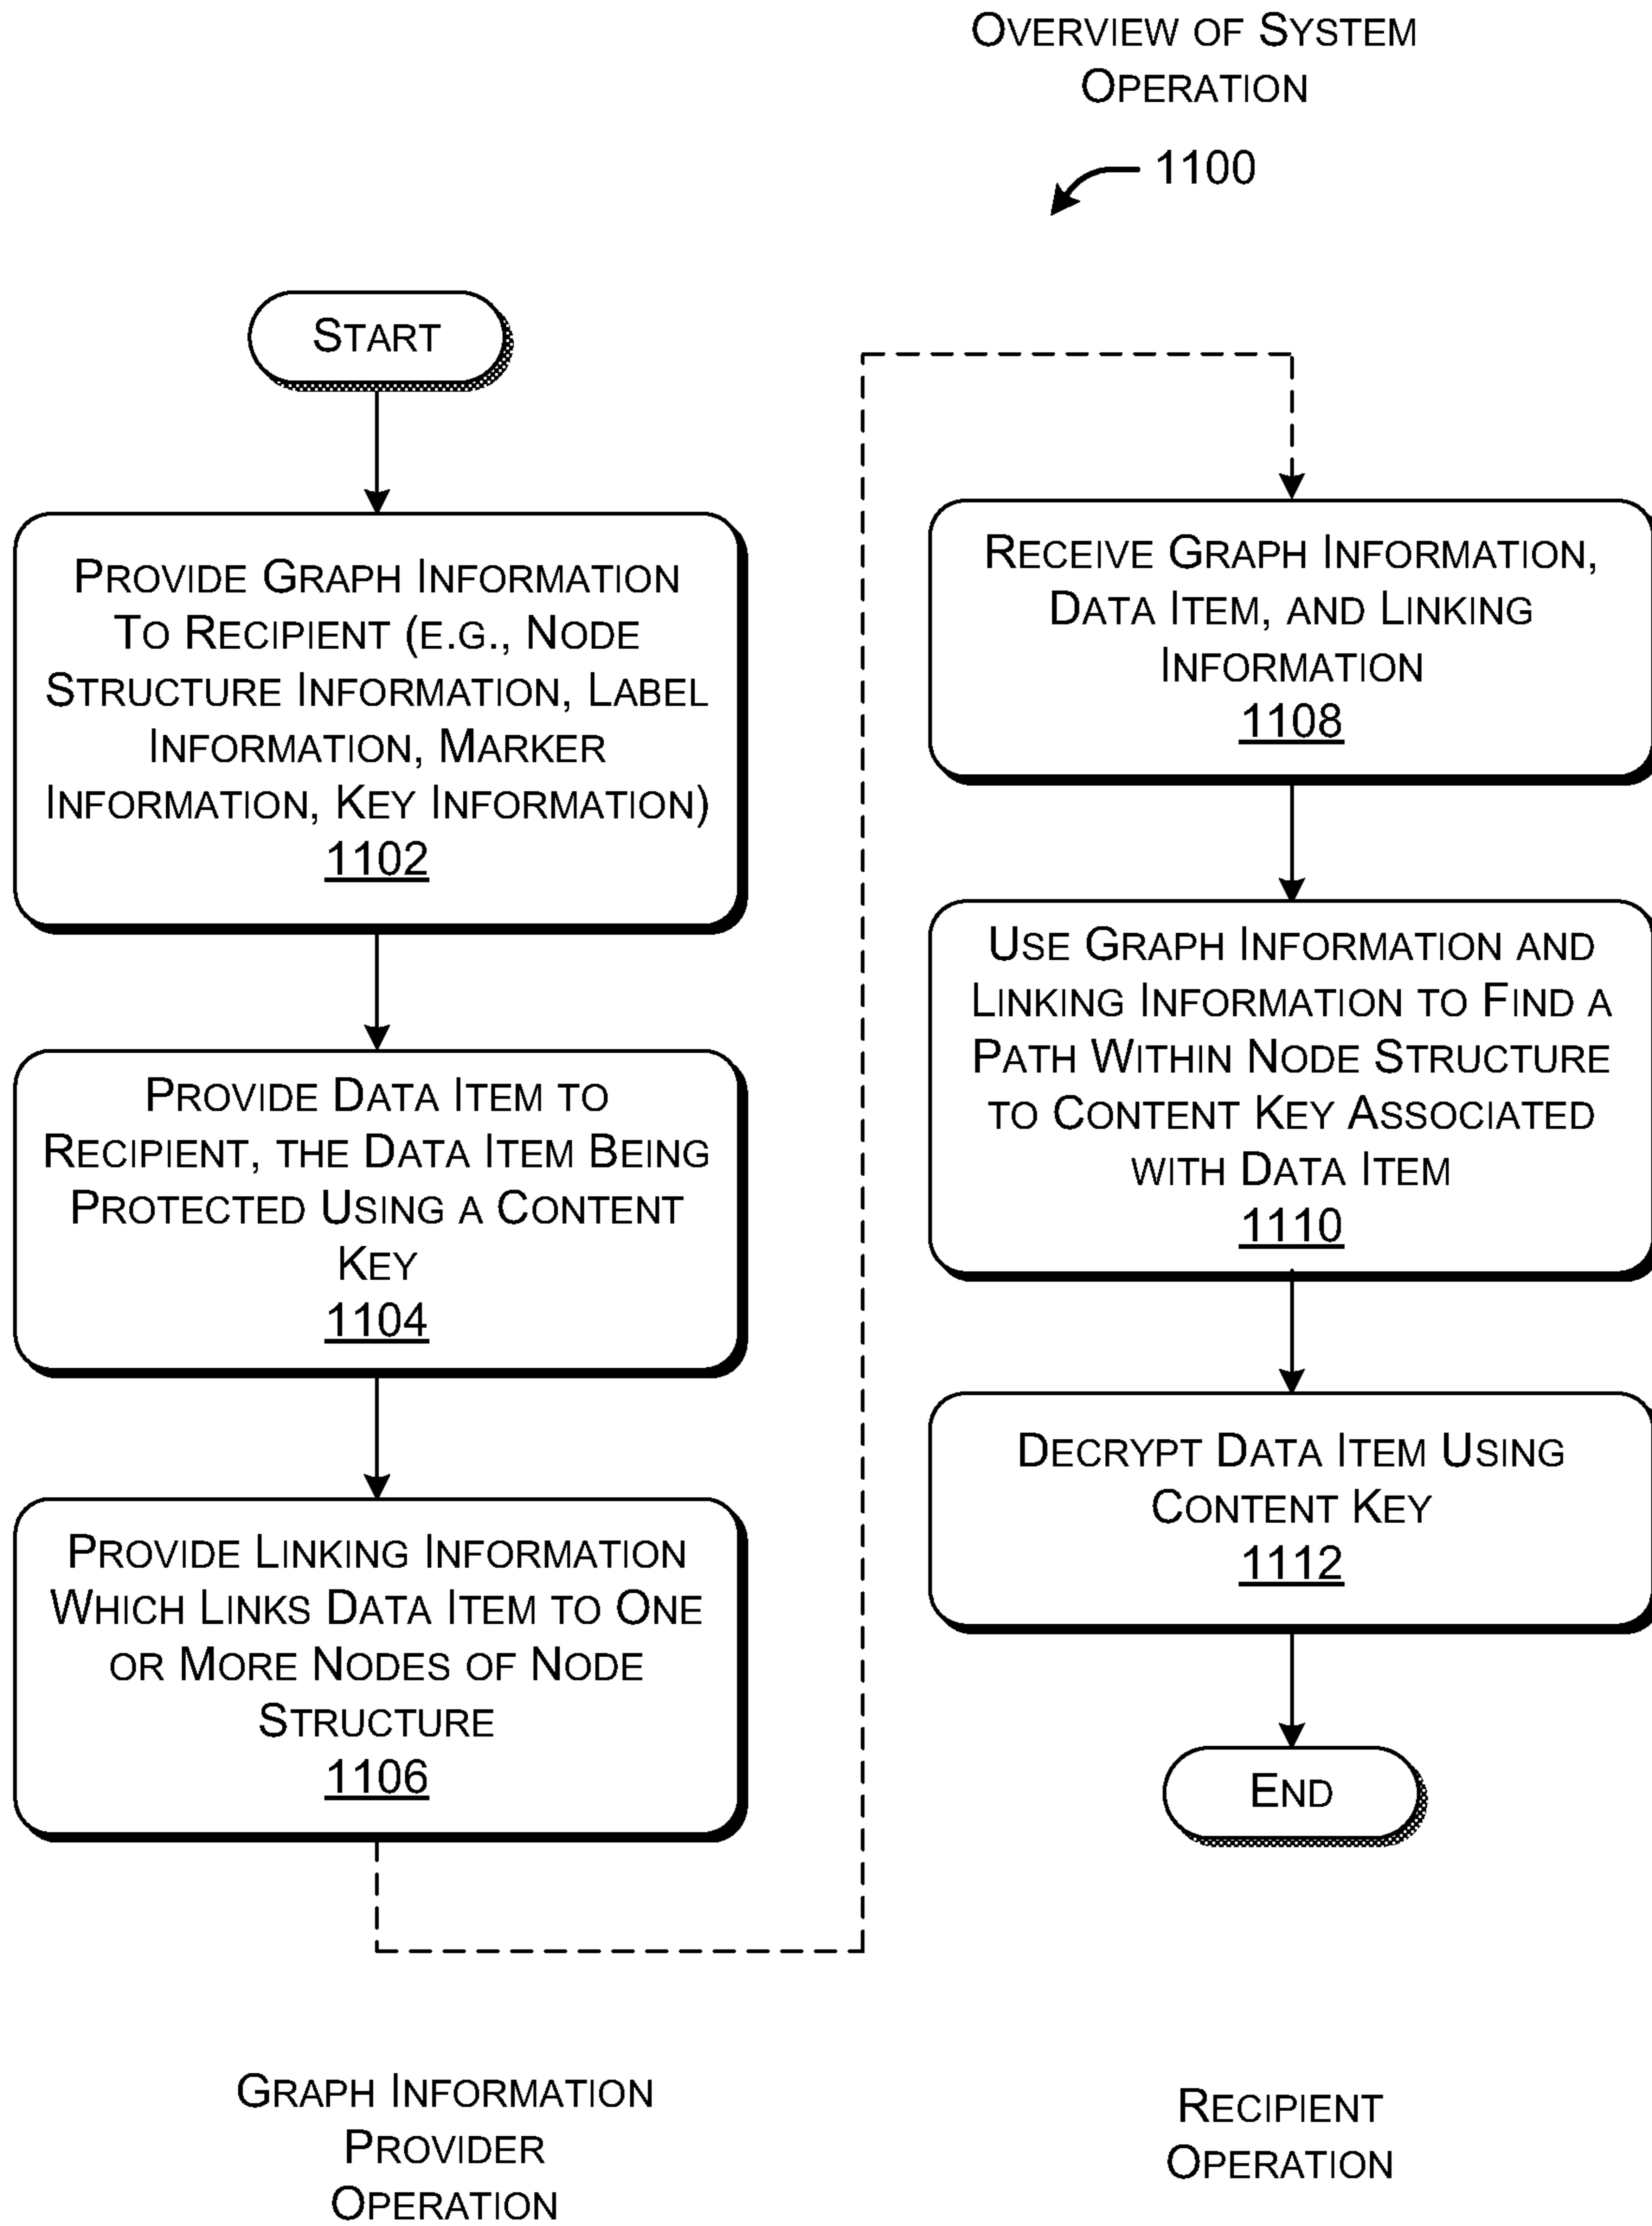 OVERVIEW OF SYSTEM
OPERATION
1100
START
PROVIDE GRAPH INFORMATION
TO RECIPIENT (E.G., NODE
STRUCTURE INFORMATION, LABEL
INFORMATION, MARKER
INFORMATION, KEY INFORMATION)
1102
PROVIDE DATA ITEM TO
RECIPIENT, THE DATA ITEM BEING
PROTECTED USING A CONTENT
KEY
1104
PROVIDE LINKING INFORMATION
WHICH LINKS DATA ITEM TO ONE
OR MORE NODES OF NODE
STRUCTURE
1106
GRAPH INFORMATION
PROVIDER
OPERATION
RECEIVE GRAPH INFORMATION,
DATA ITEM, AND LINKING
INFORMATION
1108
USE GRAPH INFORMATION AND
LINKING INFORMATION TO FIND A
PATH WITHIN NODE STRUCTURE
TO CONTENT KEY ASSOCIATED
WITH DATA ITEM
1110
DECRYPT DATA ITEM USING
CONTENT KEY
1112
END
RECIPIENT
OPERATION